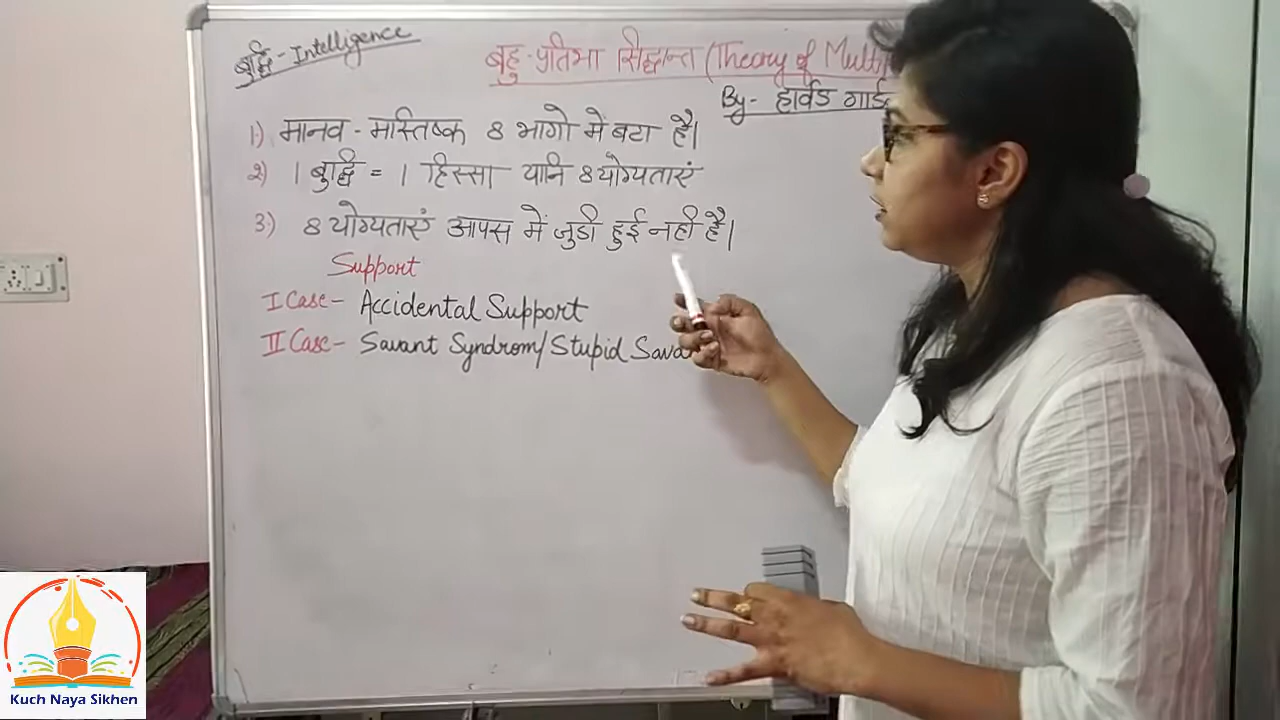 बुद्धि - Intelligence
बहु-प्रतिभा सिद्धान्त (Theory of Mult
By- हार्वड गार्ड
1) मानव - मस्तिष्क 8 भागो में बटा है।
2) 1 बुद्धि = 1 हिस्सा यानि 8 योग्यताएं
3) 8 योग्यताएं आपस में जुडी हुई नही है।
Support
I Case - Accidental Support
II Case - Savant Syndrom/Stupid Sava
Kuch Naya Sikhen